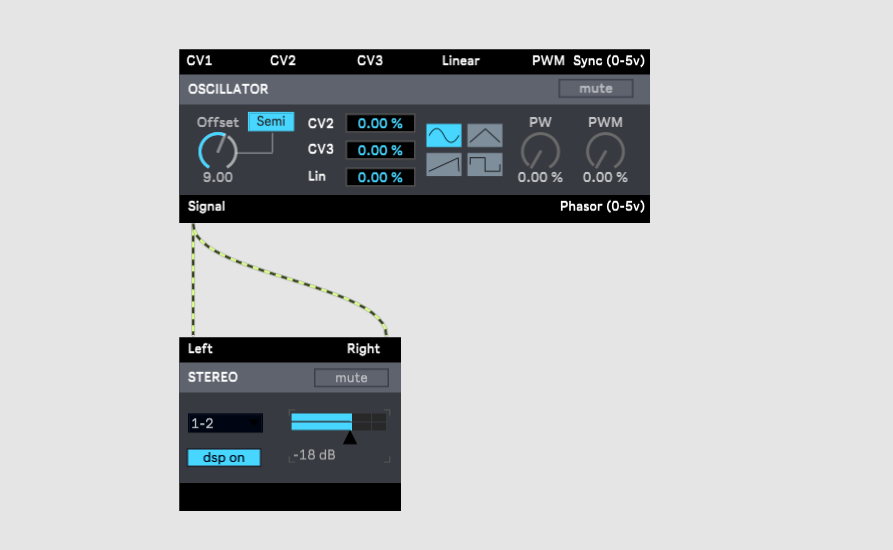 CV1 CV2 CV3 Linear PWM Sync (0-5v)
OSCILLATOR mute
Offset Semi CV2 0.00 % PW PWM
CV3 0.00 %
9.00 Lin 0.00 % 0.00 % 0.00 %
Signal Phasor (0-5v)
Left Right
STEREO mute
1-2
dsp on -18 dB